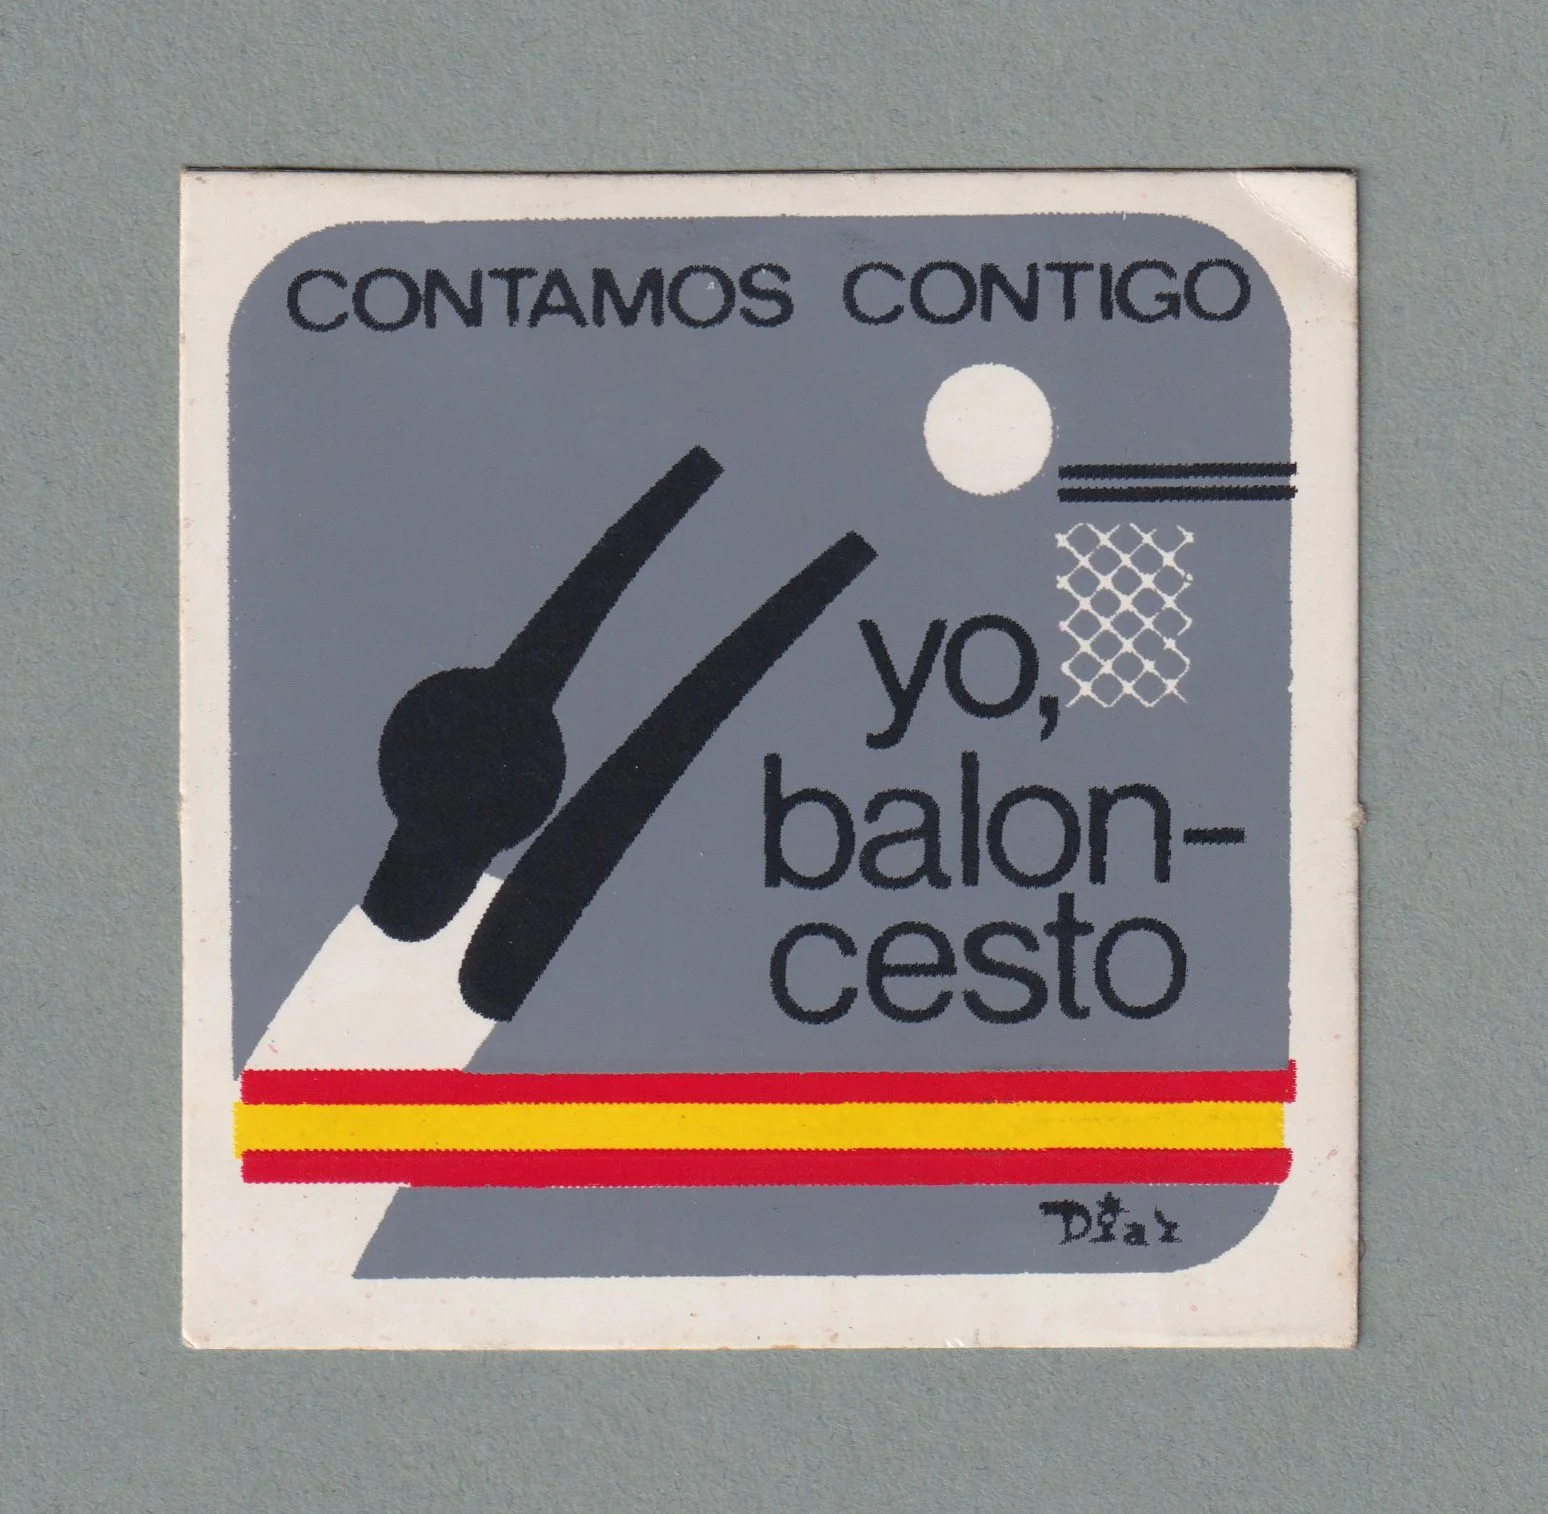 CONTAMOS CONTIGO
yo,
balon-
cesto
Díaz